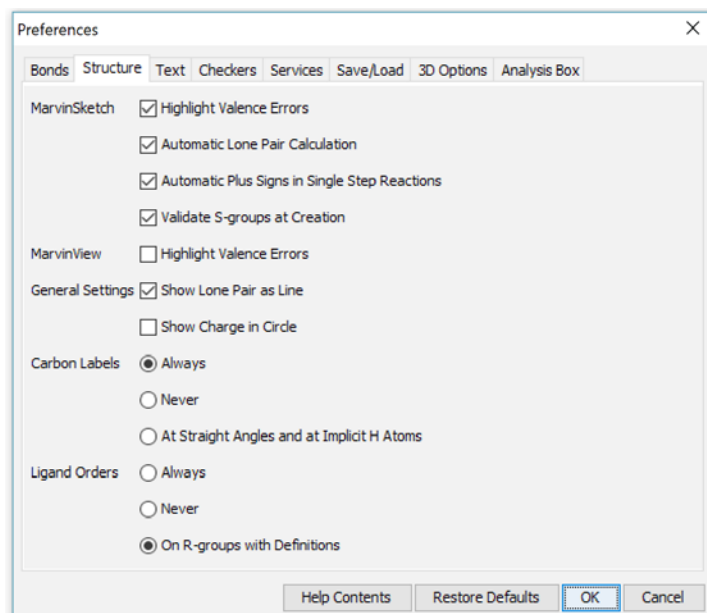 Preferences
Bonds Structure Text Checkers Services Save/Load 3D Options Analysis Box
MarvinSketch Highlight Valence Errors
Automatic Lone Pair Calculation
Automatic Plus Signs in Single Step Reactions
Validate S-groups at Creation
MarvinView Highlight Valence Errors
General Settings Show Lone Pair as Line
Show Charge in Circle
Carbon Labels Always
Never
At Straight Angles and at Implicit H Atoms
Ligand Orders Always
Never
On R-groups with Definitions
Help Contents Restore Defaults OK Cancel